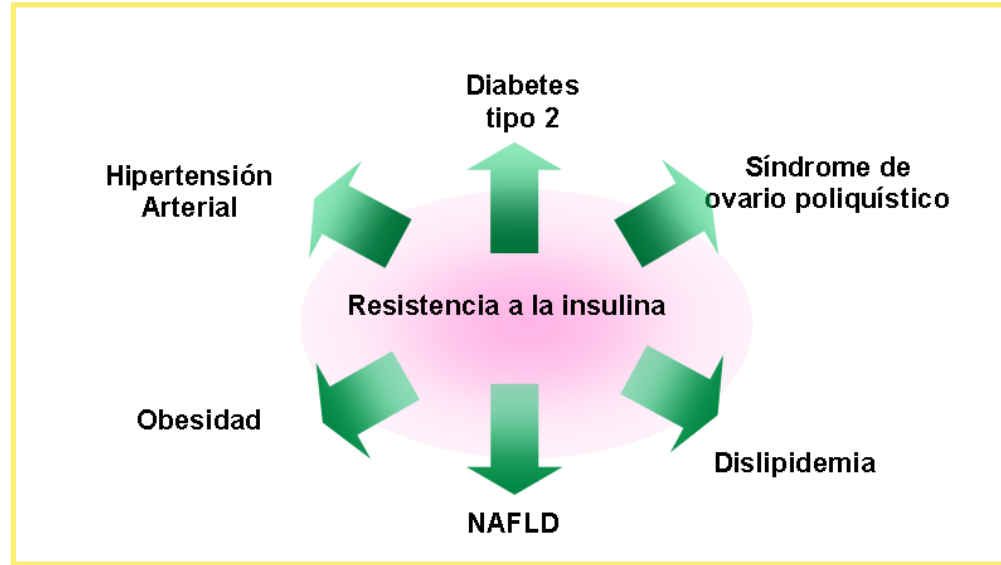 Diabetes
tipo 2
Hipertensión
Arterial
Síndrome de
ovario poliquístico
Resistencia a la insulina
Obesidad
Dislipidemia
NAFLD